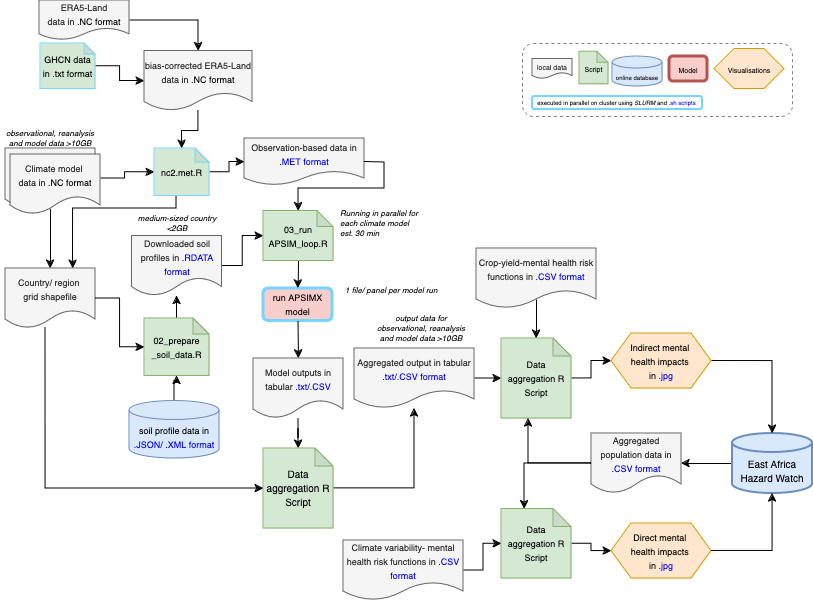 ERA5-Land
data in .NC format
GHCN data
in .txt format
bias-corrected ERA5-Land
data in .NC format
local data
Script
online database
Model
Visualisations
executed in parallel on cluster using SLURM and .sh scripts
observational, reanalysis
and model data >10GB
Climate model
data in .NC format
nc2.met.R
Observation-based data in
.MET format
medium-sized country
<2GB
Downloaded soil
profiles in .RDATA
format
03_run
APSIM_loop.R
Running in parallel for
each climate model
est. 30 min
Country/ region
grid shapefile
02_prepare
_soil_data.R
soil profile data in
.JSON/ .XML format
run APSIMX
model
1 file/ panel per model run
Model outputs in
tabular .txt/.CSV
output data for
observational, reanalysis
and model data >10GB
Aggregated output in tabular
.txt/.CSV format
Crop-yield-mental health risk
functions in .CSV format
Data
aggregation R
Script
Indirect mental
health impacts
in .jpg
Aggregated
population data in
.CSV format
East Africa
Hazard Watch
Data
aggregation R
Script
Climate variability- mental
health risk functions in .CSV
format
Data
aggregation R
Script
Direct mental
health impacts
in .jpg